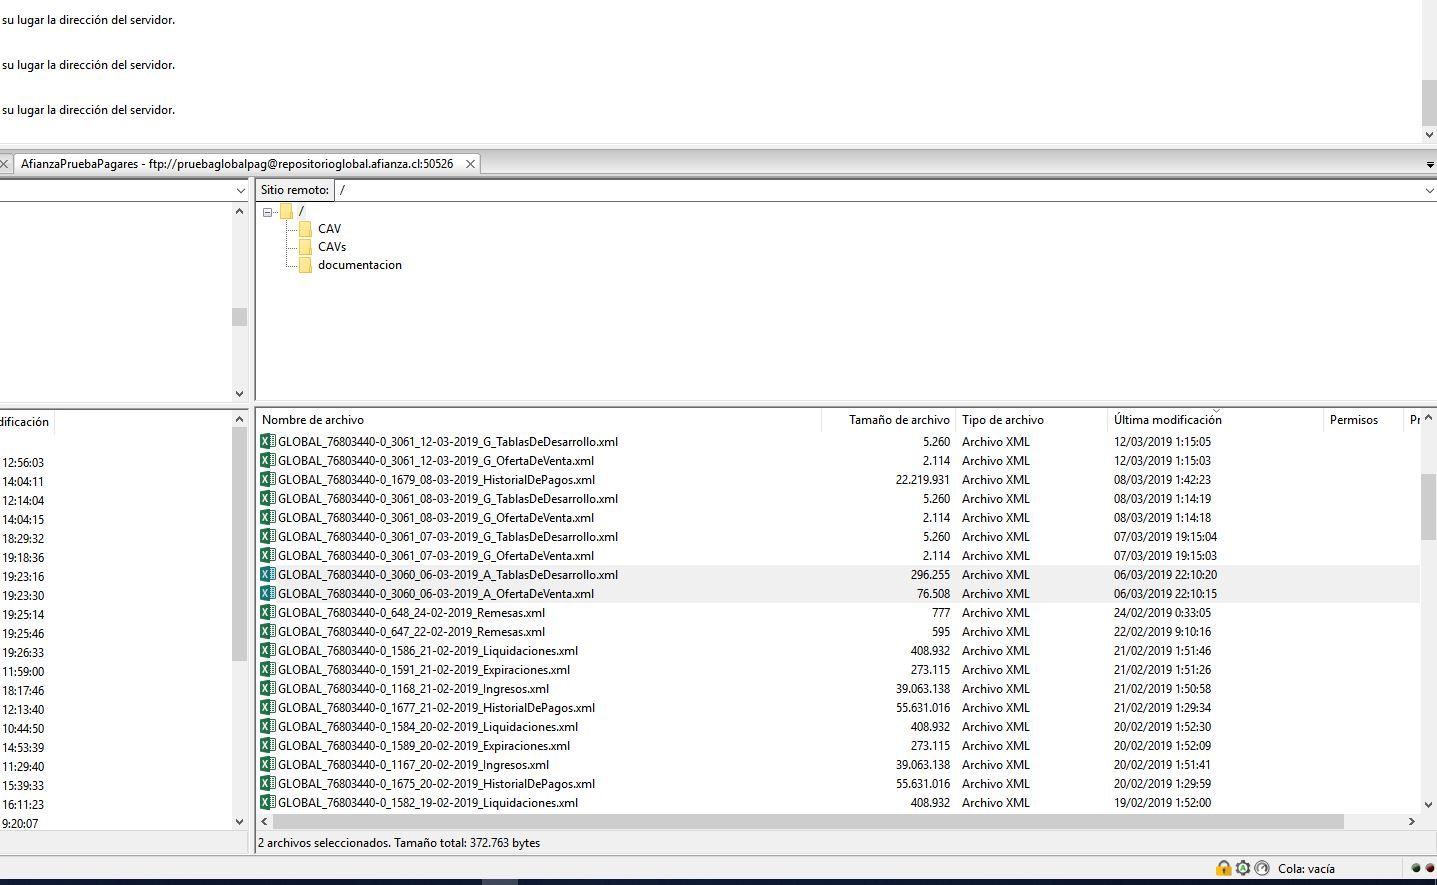 su lugar la dirección del servidor.
su lugar la dirección del servidor.
su lugar la dirección del servidor.
AfianzaPruebaPagares - ftp://pruebaglobalpag@repositorioglobal.afianza.cl:50526
Sitio remoto: /
/
CAV
CAVs
documentacion
dificación
12:56:03
14:04:11
12:14:04
14:04:15
18:29:32
19:18:36
19:23:16
19:23:30
19:25:14
19:25:46
19:26:33
11:59:00
18:17:46
12:13:40
10:44:50
14:53:39
11:29:40
15:39:33
16:11:23
9:20:07
Nombre de archivo Tamaño de archivo Tipo de archivo Última modificación Permisos Pr
GLOBAL_76803440-0_3061_12-03-2019_G_TablasDeDesarrollo.xml 5.260 Archivo XML 12/03/2019 1:15:05
GLOBAL_76803440-0_3061_12-03-2019_G_OfertaDeVenta.xml 2.114 Archivo XML 12/03/2019 1:15:03
GLOBAL_76803440-0_1679_08-03-2019_HistorialDePagos.xml 22.219.931 Archivo XML 08/03/2019 1:42:23
GLOBAL_76803440-0_3061_08-03-2019_G_TablasDeDesarrollo.xml 5.260 Archivo XML 08/03/2019 1:14:19
GLOBAL_76803440-0_3061_08-03-2019_G_OfertaDeVenta.xml 2.114 Archivo XML 08/03/2019 1:14:18
GLOBAL_76803440-0_3061_07-03-2019_G_TablasDeDesarrollo.xml 5.260 Archivo XML 07/03/2019 19:15:04
GLOBAL_76803440-0_3061_07-03-2019_G_OfertaDeVenta.xml 2.114 Archivo XML 07/03/2019 19:15:03
GLOBAL_76803440-0_3060_06-03-2019_A_TablasDeDesarrollo.xml 296.255 Archivo XML 06/03/2019 22:10:20
GLOBAL_76803440-0_3060_06-03-2019_A_OfertaDeVenta.xml 76.508 Archivo XML 06/03/2019 22:10:15
GLOBAL_76803440-0_648_24-02-2019_Remesas.xml 777 Archivo XML 24/02/2019 0:33:05
GLOBAL_76803440-0_647_22-02-2019_Remesas.xml 595 Archivo XML 22/02/2019 9:10:16
GLOBAL_76803440-0_1586_21-02-2019_Liquidaciones.xml 408.932 Archivo XML 21/02/2019 1:51:46
GLOBAL_76803440-0_1591_21-02-2019_Expiraciones.xml 273.115 Archivo XML 21/02/2019 1:51:26
GLOBAL_76803440-0_1168_21-02-2019_Ingresos.xml 39.063.138 Archivo XML 21/02/2019 1:50:58
GLOBAL_76803440-0_1677_21-02-2019_HistorialDePagos.xml 55.631.016 Archivo XML 21/02/2019 1:29:34
GLOBAL_76803440-0_1584_20-02-2019_Liquidaciones.xml 408.932 Archivo XML 20/02/2019 1:52:30
GLOBAL_76803440-0_1589_20-02-2019_Expiraciones.xml 273.115 Archivo XML 20/02/2019 1:52:09
GLOBAL_76803440-0_1167_20-02-2019_Ingresos.xml 39.063.138 Archivo XML 20/02/2019 1:51:41
GLOBAL_76803440-0_1675_20-02-2019_HistorialDePagos.xml 55.631.016 Archivo XML 20/02/2019 1:29:59
GLOBAL_76803440-0_1582_19-02-2019_Liquidaciones.xml 408.932 Archivo XML 19/02/2019 1:52:00
2 archivos seleccionados. Tamaño total: 372.763 bytes
Cola: vacía